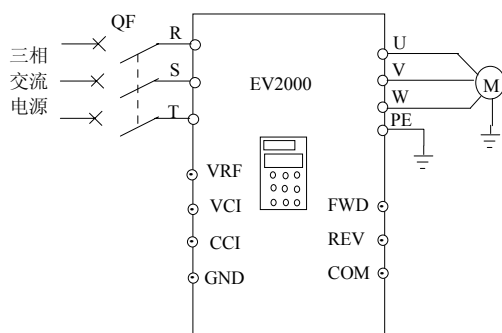 QF
三相
交流
电源
R
S
T
EV2000
U
V
W
PE
M
VRF
VCI
CCI
GND
FWD
REV
COM